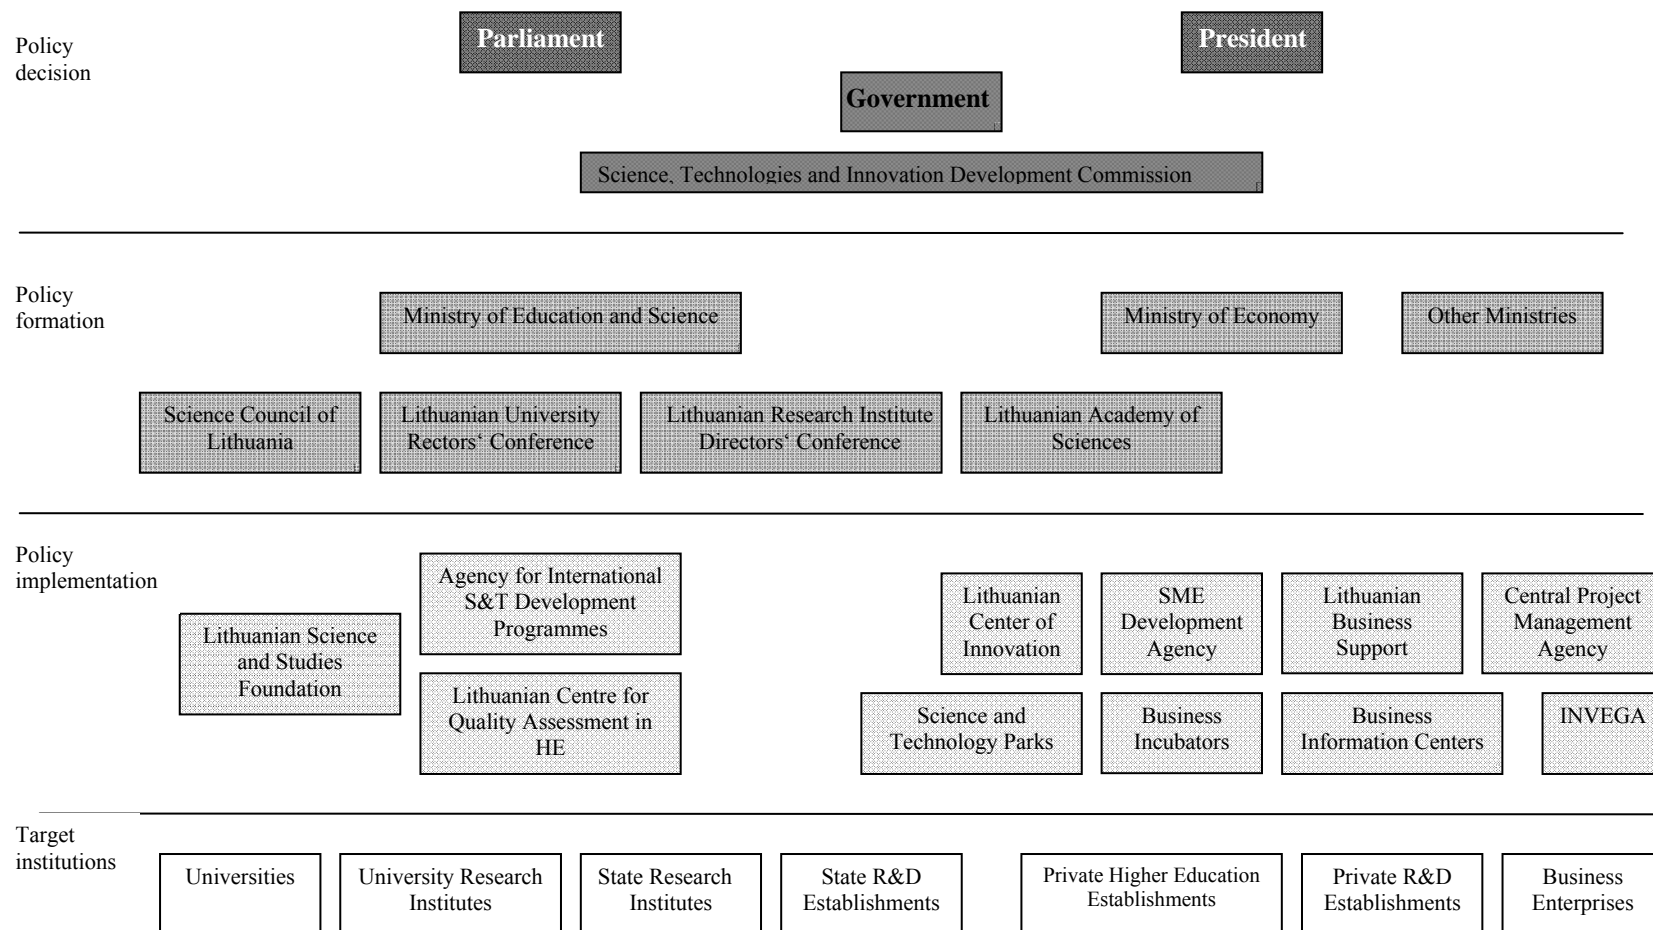 Policy
decision
Parliament
President
Government
Science, Technologies and Innovation Development Commission
Policy
formation
Ministry of Education and Science
Ministry of Economy
Other Ministries
Science Council of
Lithuania
Lithuanian University
Rectors‘ Conference
Lithuanian Research Institute
Directors‘ Conference
Lithuanian Academy of
Sciences
Policy
implementation
Lithuanian Science
and Studies
Foundation
Agency for International
S&T Development
Programmes
Lithuanian Centre for
Quality Assessment in
HE
Lithuanian
Center of
Innovation
SME
Development
Agency
Lithuanian
Business
Support
Central Project
Management
Agency
Science and
Technology Parks
Business
Incubators
Business
Information Centers
INVEGA
Target
institutions
Universities
University Research
Institutes
State Research
Institutes
State R&D
Establishments
Private Higher Education
Establishments
Private R&D
Establishments
Business
Enterprises